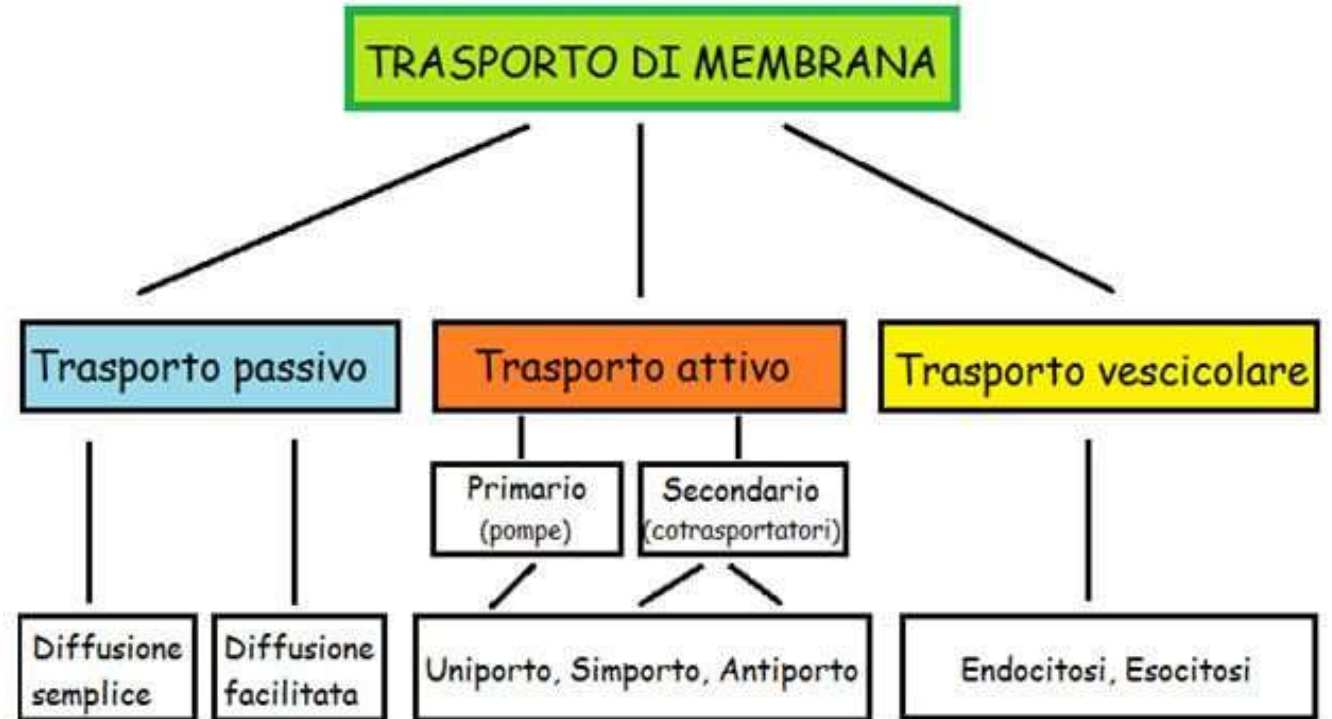 TRASPORTO DI MEMBRANA
Trasporto passivo
Trasporto attivo
Trasporto vescicolare
Primario
(pompe)
Secondario
(cotrasportatori)
Diffusione
semplice
Diffusione
facilitata
Uniporto, Simporto, Antiporto
Endocitosi, Esocitosi